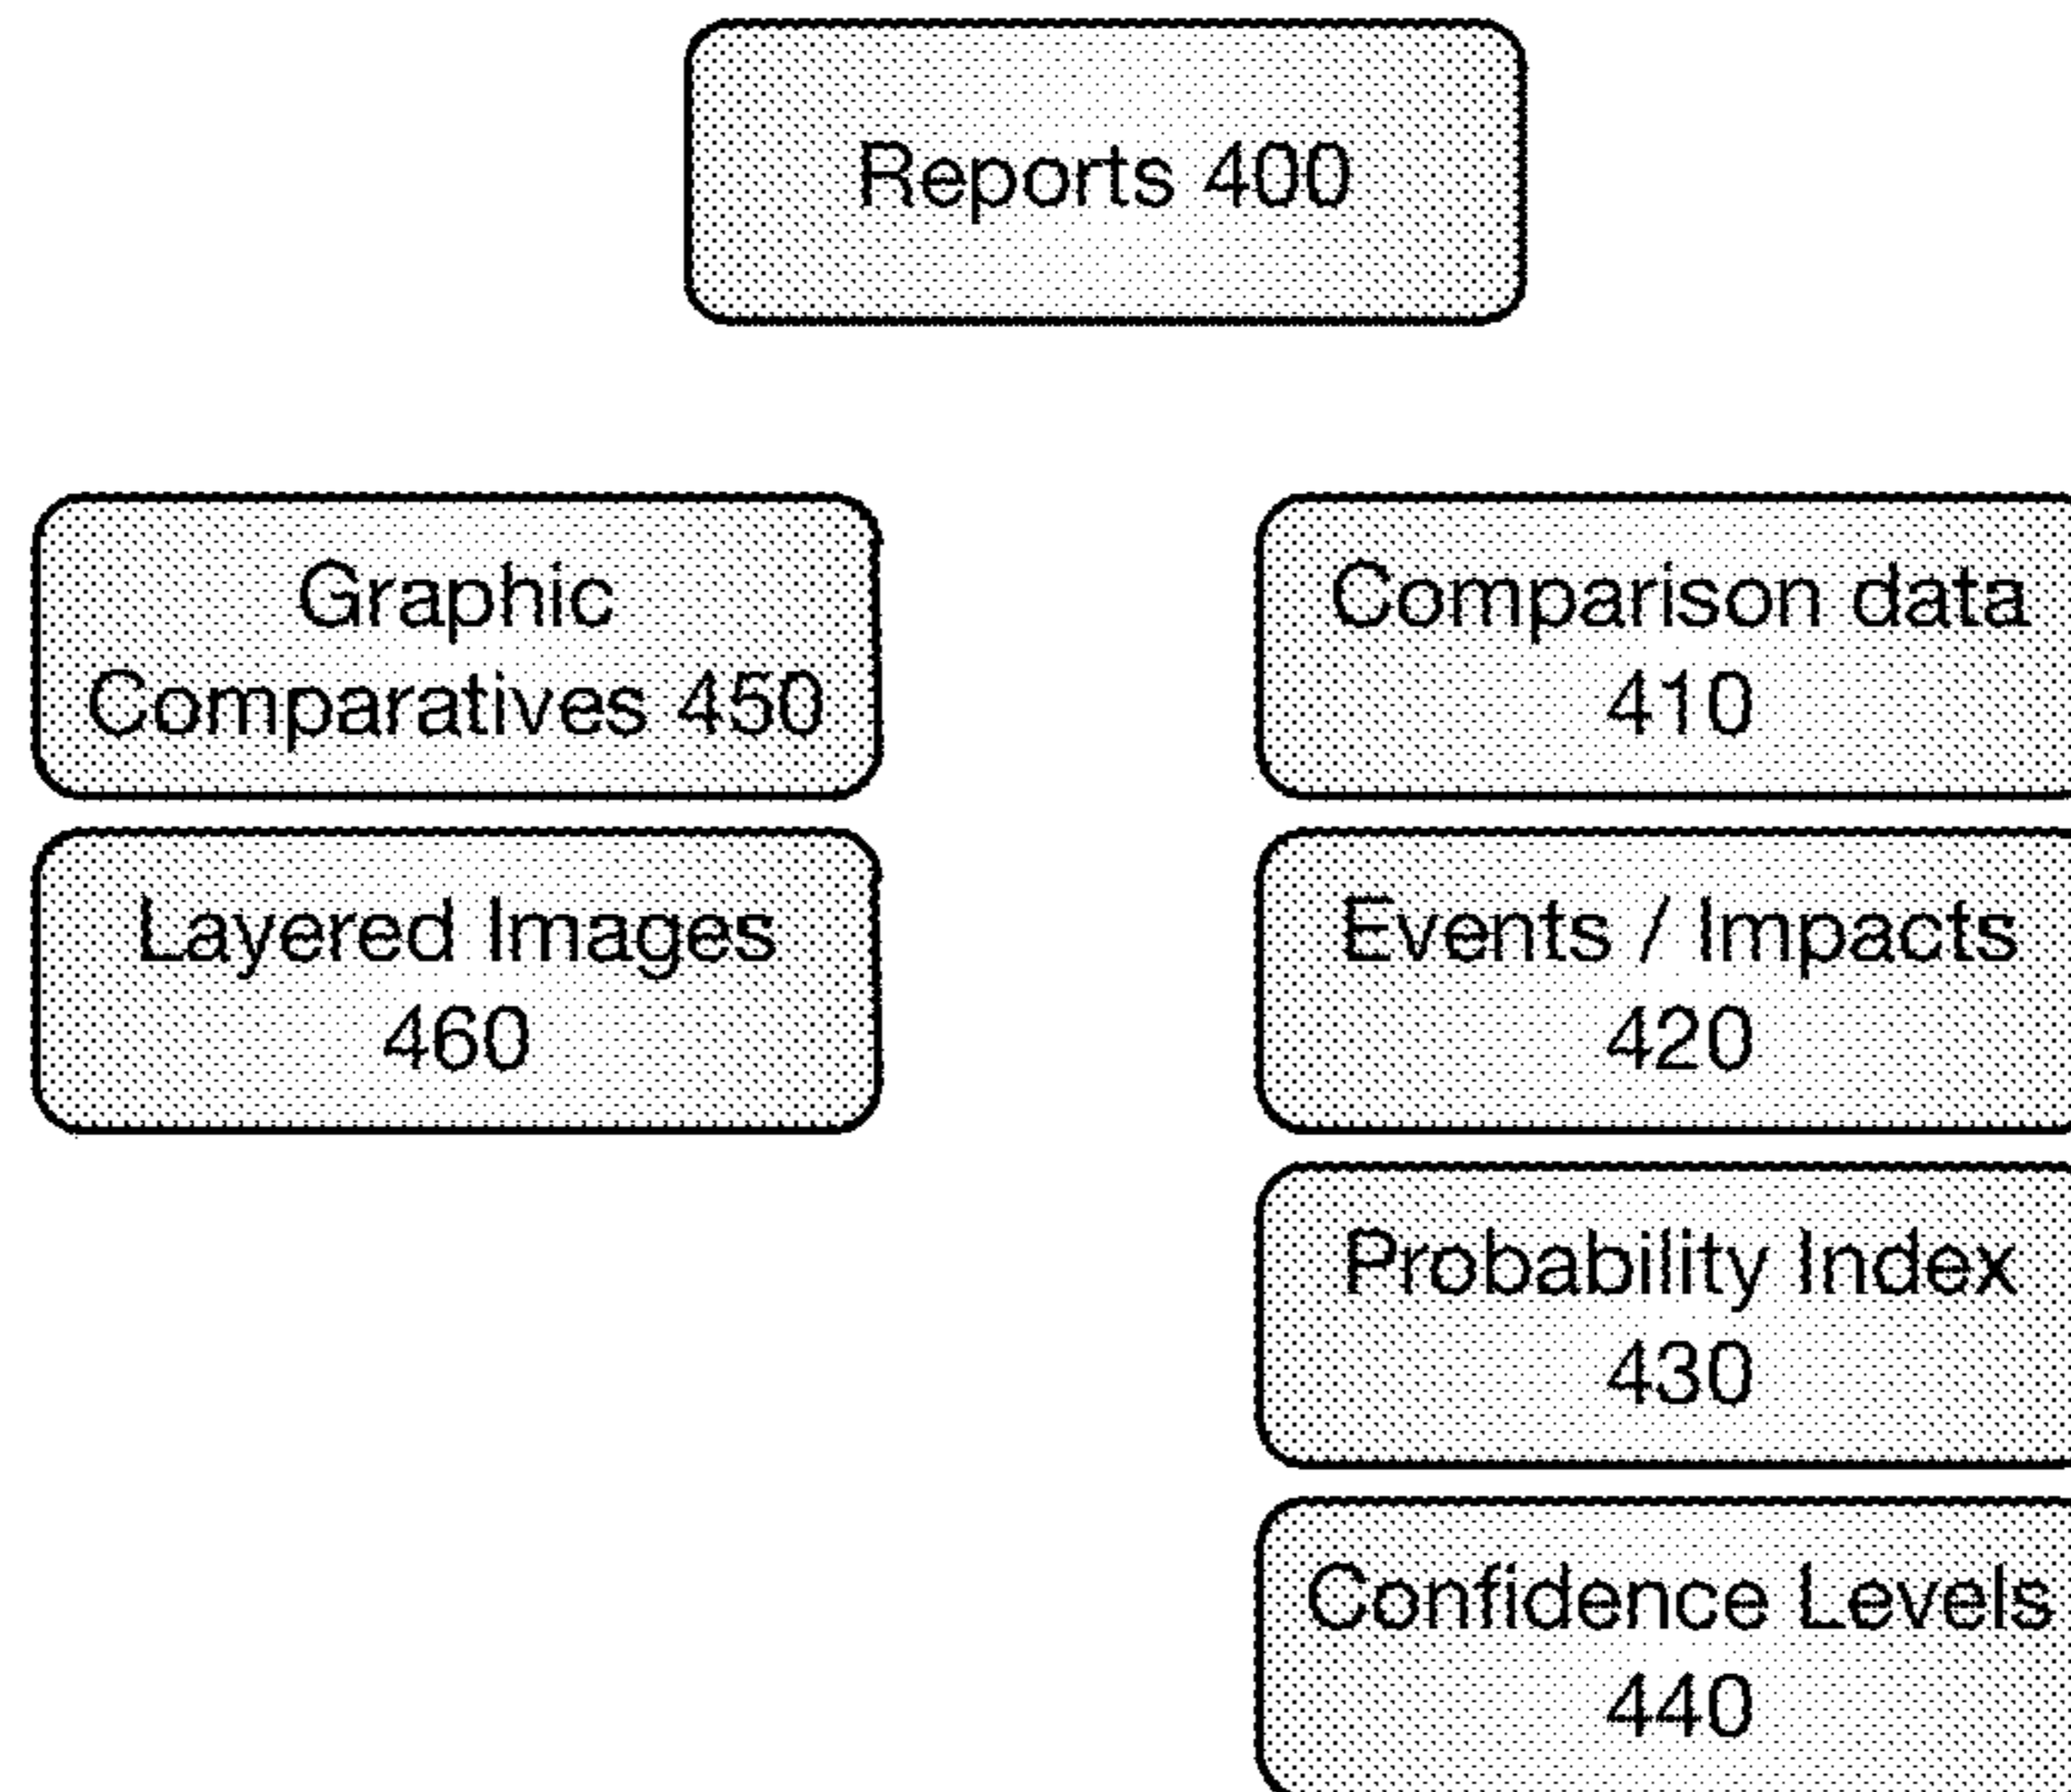 Reports 400
Graphic
Comparatives 450
Layered Images
460
Comparison data
410
Events / Impacts
420
Probability Index
430
Confidence Levels
440